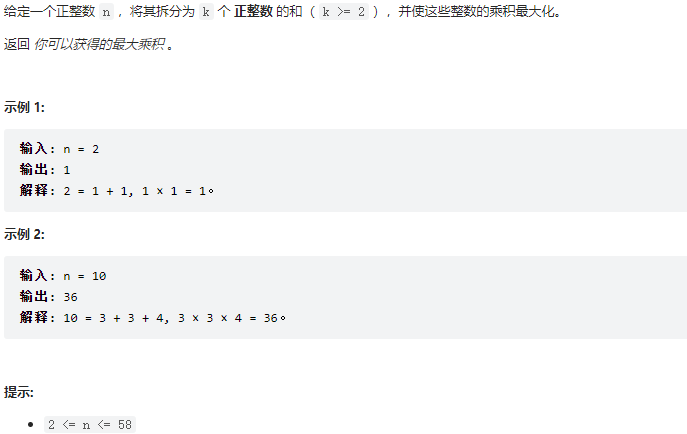 给定一个正整数 n ，将其拆分为 k 个 正整数 的和（ k >= 2 ），并使这些整数的乘积最大化。
返回 你可以获得的最大乘积 。
示例 1:
输入: n = 2
输出: 1
解释: 2 = 1 + 1, 1 × 1 = 1。
示例 2:
输入: n = 10
输出: 36
解释: 10 = 3 + 3 + 4, 3 × 3 × 4 = 36。
提示:
• 2 <= n <= 58